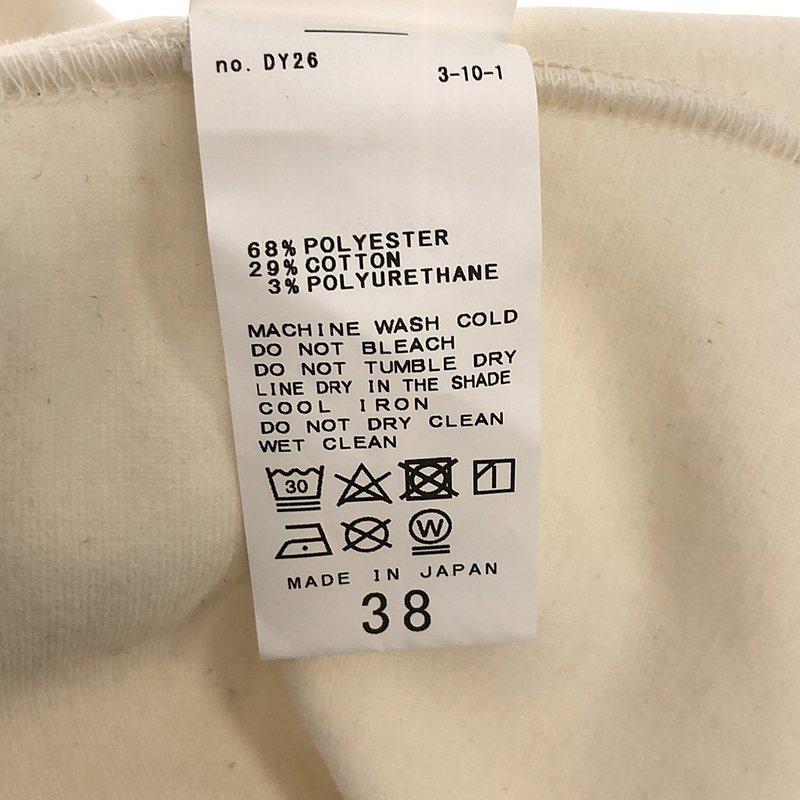 no. DY26
3-10-1
68% POLYESTER
29% COTTON
3% POLYURETHANE
MACHINE WASH COLD
DO NOT BLEACH
DO NOT TUMBLE DRY
LINE DRY IN THE SHADE
COOL IRON
DO NOT DRY CLEAN
WET CLEAN
30
W
MADE IN JAPAN
38